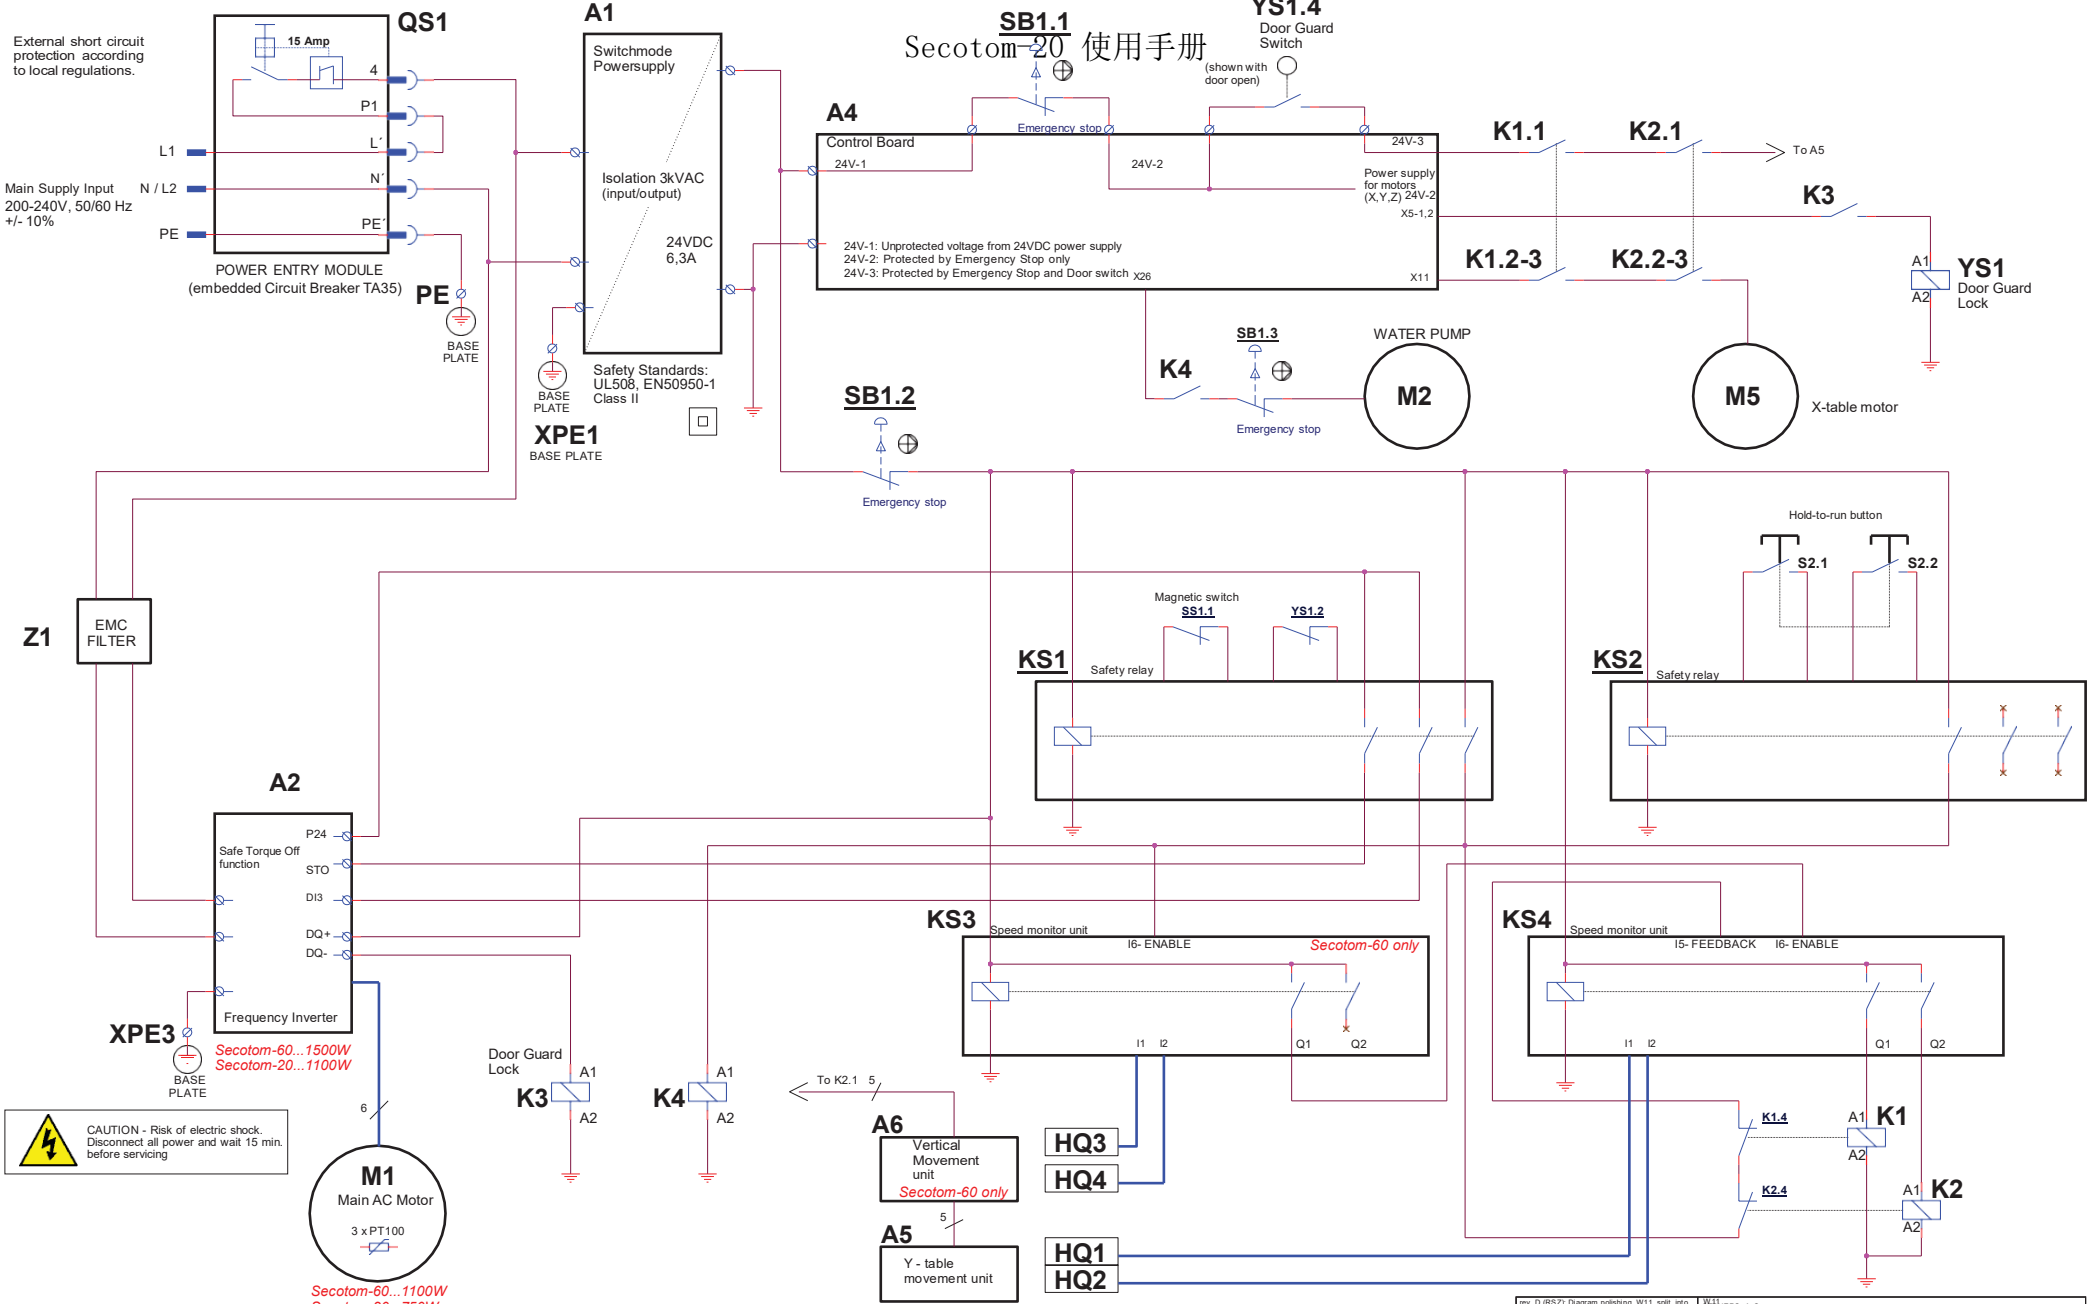 External short circuit
protection according
to local regulations.
QS1
15 Amp
4
P1
L´
N´
PE´
L1
Main Supply Input
N / L2
200-240V, 50/60 Hz
+/- 10%
PE
POWER ENTRY MODULE
(embedded Circuit Breaker TA35)
PE
BASE
PLATE
A1
Switchmode
Powersupply
Isolation 3kVAC
(input/output)
24VDC
6,3A
Safety Standards:
UL508, EN50950-1
Class II
BASE
PLATE
XPE1
BASE PLATE
SB1.1
Secotom-20 使用手册
Emergency stop
YS1.4
Door Guard
Switch
(shown with
door open)
A4
Control Board
24V-1
24V-2
24V-3
Power supply
for motors
(X,Y,Z) 24V-2
X5-1,2
24V-1: Unprotected voltage from 24VDC power supply
24V-2: Protected by Emergency Stop only
24V-3: Protected by Emergency Stop and Door switch
X26
X11
K1.1
K2.1
To A5
K3
K1.2-3
K2.2-3
A1
A2
YS1
Door Guard
Lock
SB1.3
WATER PUMP
K4
M2
Emergency stop
M5
X-table motor
SB1.2
Emergency stop
Hold-to-run button
S2.1
S2.2
Z1
EMC
FILTER
Magnetic switch
SS1.1
YS1.2
KS1
Safety relay
KS2
Safety relay
A2
P24
Safe Torque Off
function
STO
DI3
DQ+
DQ-
Frequency Inverter
XPE3
BASE
PLATE
Secotom-60...1500W
Secotom-20...1100W
KS3
Speed monitor unit
I6- ENABLE
Secotom-60 only
I1
I2
Q1
Q2
KS4
Speed monitor unit
I5- FEEDBACK
I6- ENABLE
I1
I2
Q1
Q2
Door Guard
Lock
K3
A1
A2
K4
A1
A2
To K2.1
5
A6
Vertical
Movement
unit
Secotom-60 only
5
A5
Y - table
movement unit
HQ3
HQ4
HQ1
HQ2
K1.4
A1
K1
A2
K2.4
A1
K2
A2
CAUTION - Risk of electric shock.
Disconnect all power and wait 15 min.
before servicing
6
M1
Main AC Motor
3 x PT100
Secotom-60...1100W
Secotom-20...750W
rev. D (RSZ): Diagram polishing, W11 split into
W11